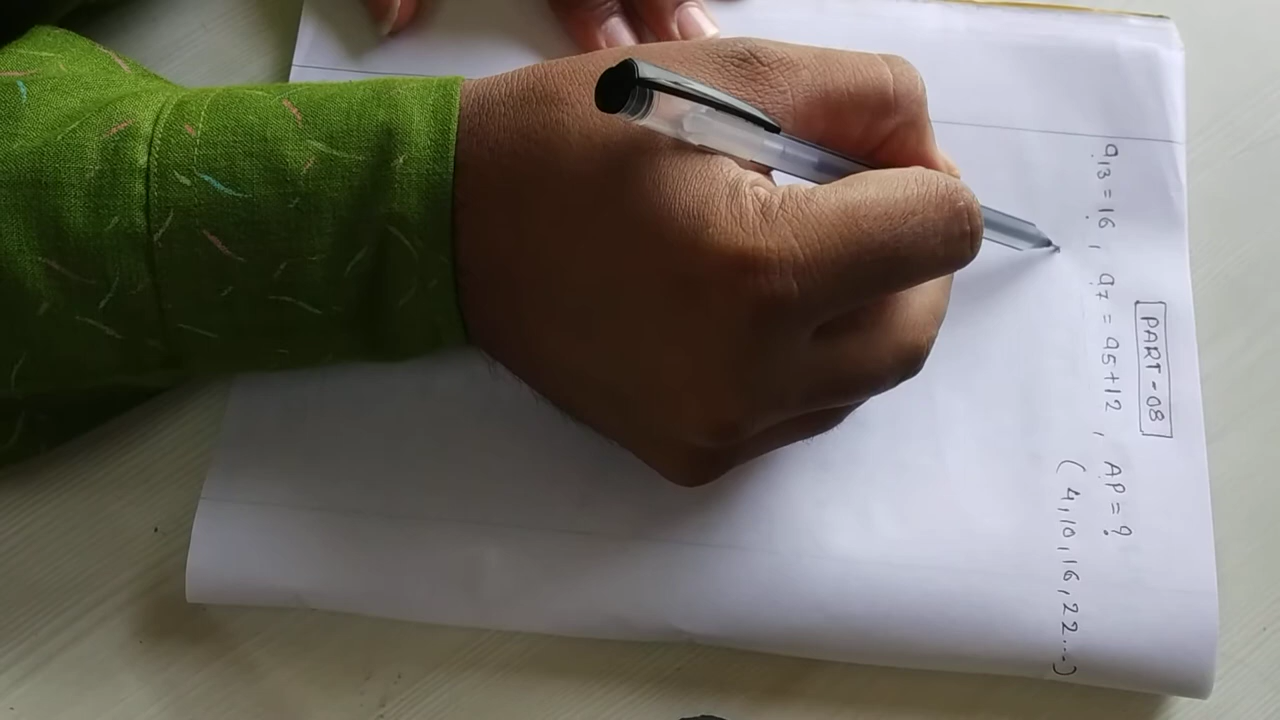 PART-08
a13 = 16, a7 = a5+12, AP = ?
(4,10,16,22...)